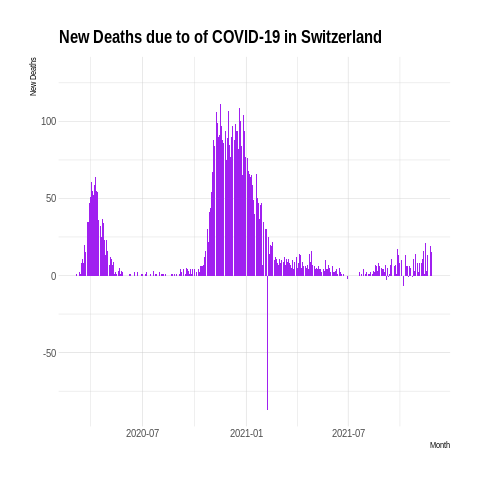 New Deaths due to of COVID-19 in Switzerland
New Deaths
100
50
0
-50
2020-07
2021-01
2021-07
Month